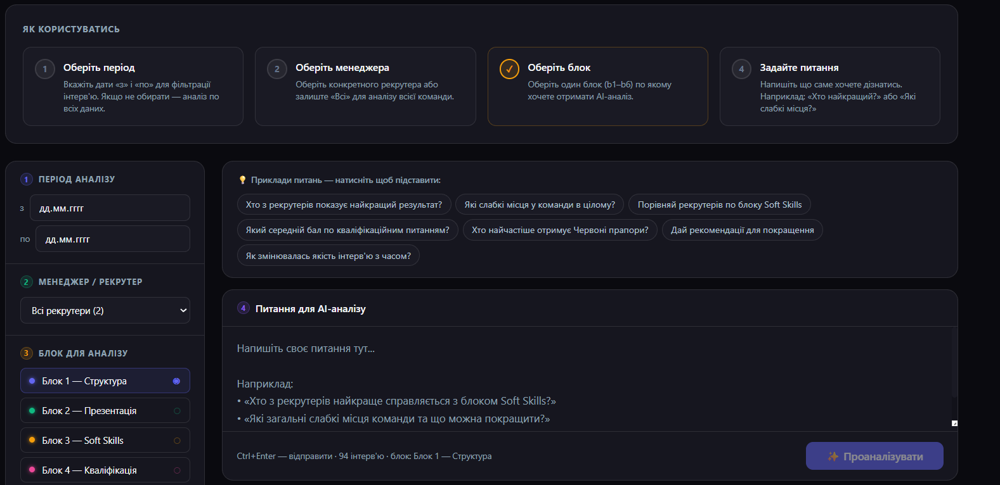 ЯК КОРИСТУВАТИСЬ
1
Оберіть період
Вкажіть дати «з» і «по» для фільтрації
інтерв'ю. Якщо не обирати — аналіз по
всіх даних.
2
Оберіть менеджера
Оберіть конкретного рекрутера або
залиште «Всі» для аналізу всієї команди.
✓
Оберіть блок
Оберіть один блок (b1–b6) по якому
хочете отримати AI-аналіз.
4
Задайте питання
Напишіть що саме хочете дізнатись.
Наприклад: «Хто найкращий?» або «Які
слабкі місця?»
1 ПЕРІОД АНАЛІЗУ
З дд.мм.гггг
ПО дд.мм.гггг
2 МЕНЕДЖЕР / РЕКРУТЕР
Всі рекрутери (2)
3 БЛОК ДЛЯ АНАЛІЗУ
Блок 1 — Структура
Блок 2 — Презентація
Блок 3 — Soft Skills
Блок 4 — Кваліфікація
💡 Приклади питань — натисніть щоб підставити:
Хто з рекрутерів показує найкращий результат?
Які слабкі місця у команди в цілому?
Порівняй рекрутерів по блоку Soft Skills
Який середній бал по кваліфікаційним питанням?
Хто найчастіше отримує Червоні прапори?
Дай рекомендації для покращення
Як змінювалась якість інтерв'ю з часом?
4 Питання для AI-аналізу
Напишіть своє питання тут...
Наприклад:
• «Хто з рекрутерів найкраще справляється з блоком Soft Skills?»
• «Які загальні слабкі місця команди та що можна покращити?»
Ctrl+Enter — відправити · 94 інтерв'ю · блок: Блок 1 — Структура
✨ Проаналізувати